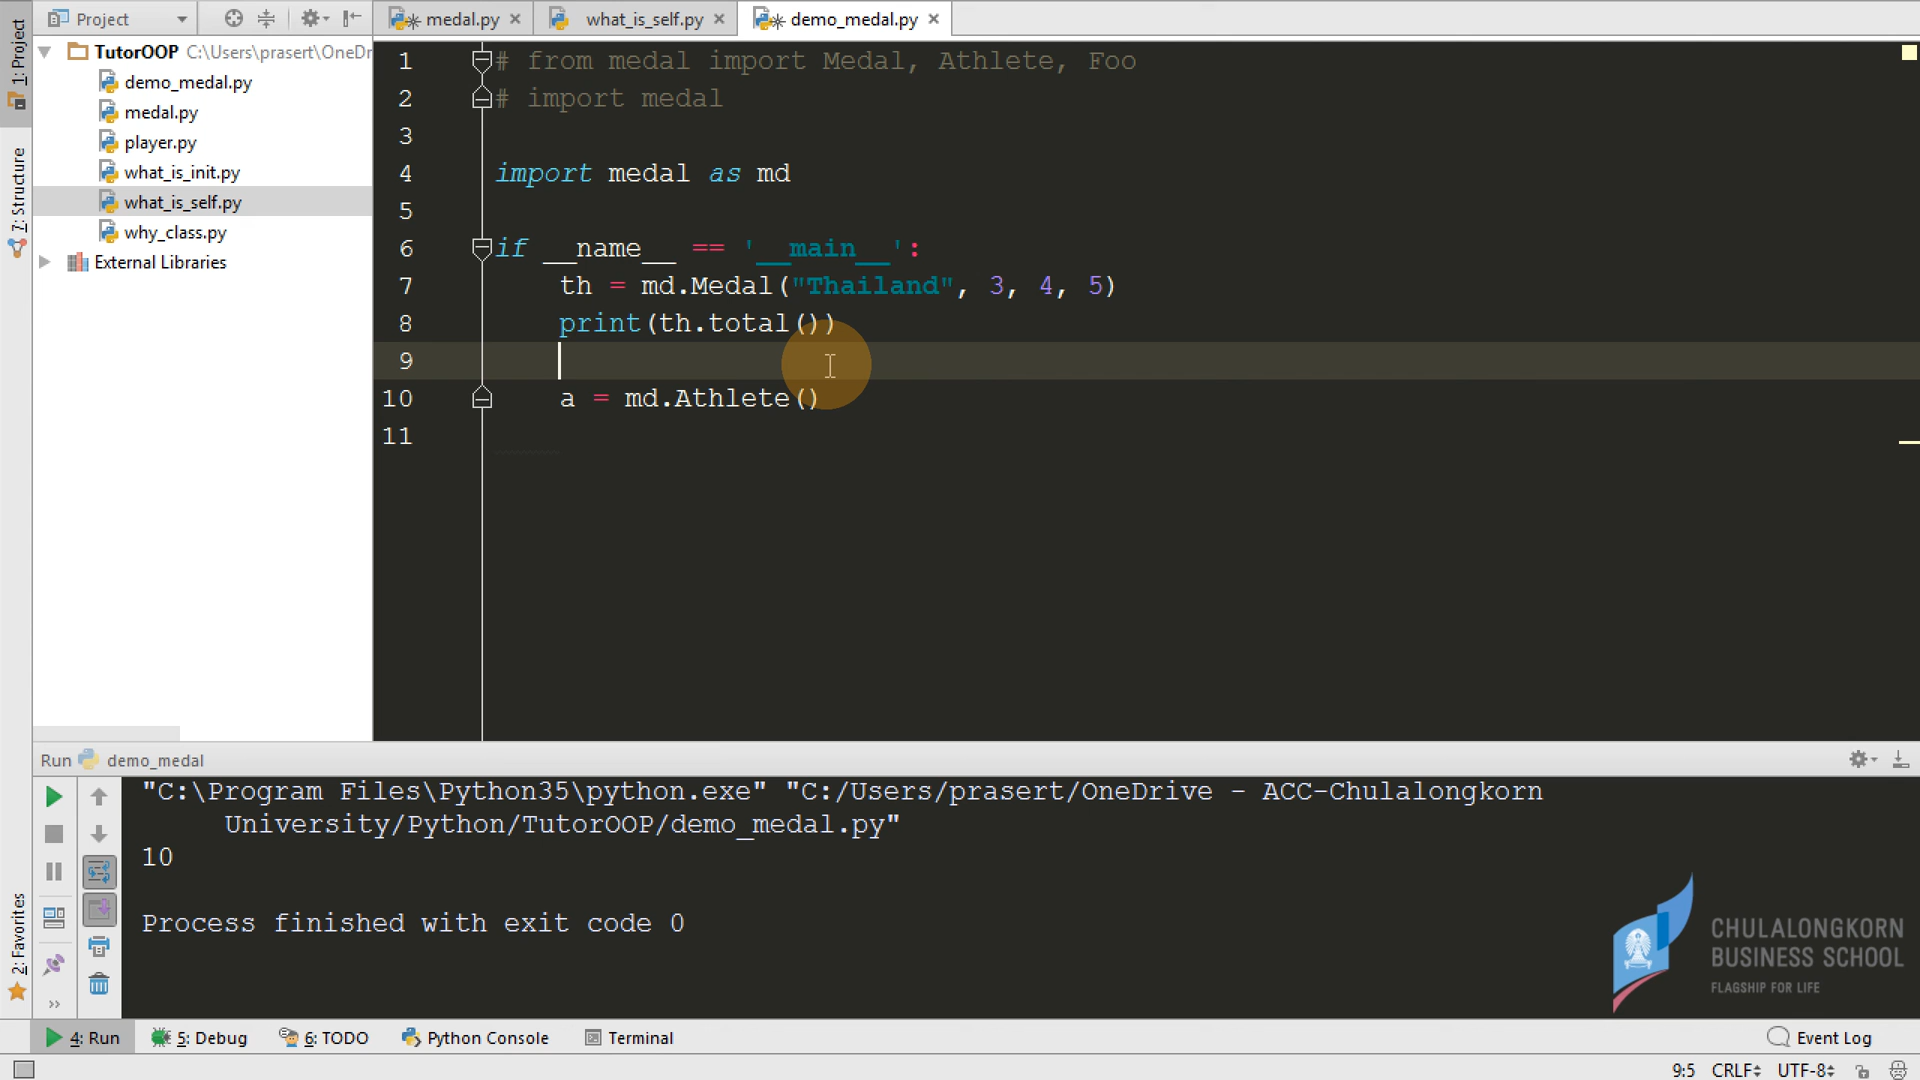 Project
medal.py
what_is_self.py
demo_medal.py
1: Project
7: Structure
2: Favorites
TutorOOP C:\Users\prasert\OneDr
demo_medal.py
medal.py
player.py
what_is_init.py
what_is_self.py
why_class.py
External Libraries
1 # from medal import Medal, Athlete, Foo
2 # import medal
3
4 import medal as md
5
6 if __name__ == '__main__':
7 th = md.Medal("Thailand", 3, 4, 5)
8 print(th.total())
9
10 a = md.Athlete()
11
Run demo_medal
"C:\Program Files\Python35\python.exe" "C:/Users/prasert/OneDrive - ACC-Chulalongkorn
University/Python/TutorOOP/demo_medal.py"
10
Process finished with exit code 0
CHULALONGKORN
BUSINESS SCHOOL
FLAGSHIP FOR LIFE
4: Run 5: Debug 6: TODO Python Console Terminal Event Log
9:5 CRLF UTF-8